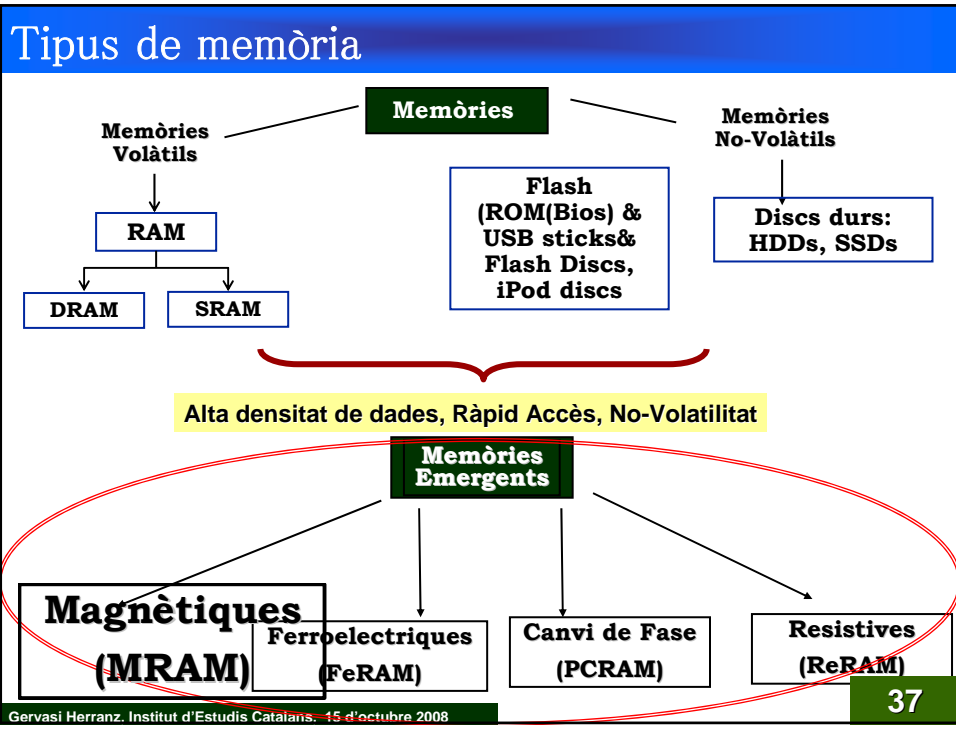 Tipus de memòria
Memòries
Memòries
Volàtils
Memòries
No-Volàtils
RAM
DRAM
SRAM
Flash
(ROM(Bios) &
USB sticks&
Flash Discs,
iPod discs
Discs durs:
HDDs, SSDs
Alta densitat de dades, Ràpid Accès, No-Volatilitat
Memòries
Emergents
Magnètiques
(MRAM)
Ferroelectriques
(FeRAM)
Canvi de Fase
(PCRAM)
Resistives
(ReRAM)
Gervasi Herranz. Institut d'Estudis Catalans. 15 d'octubre 2008
37